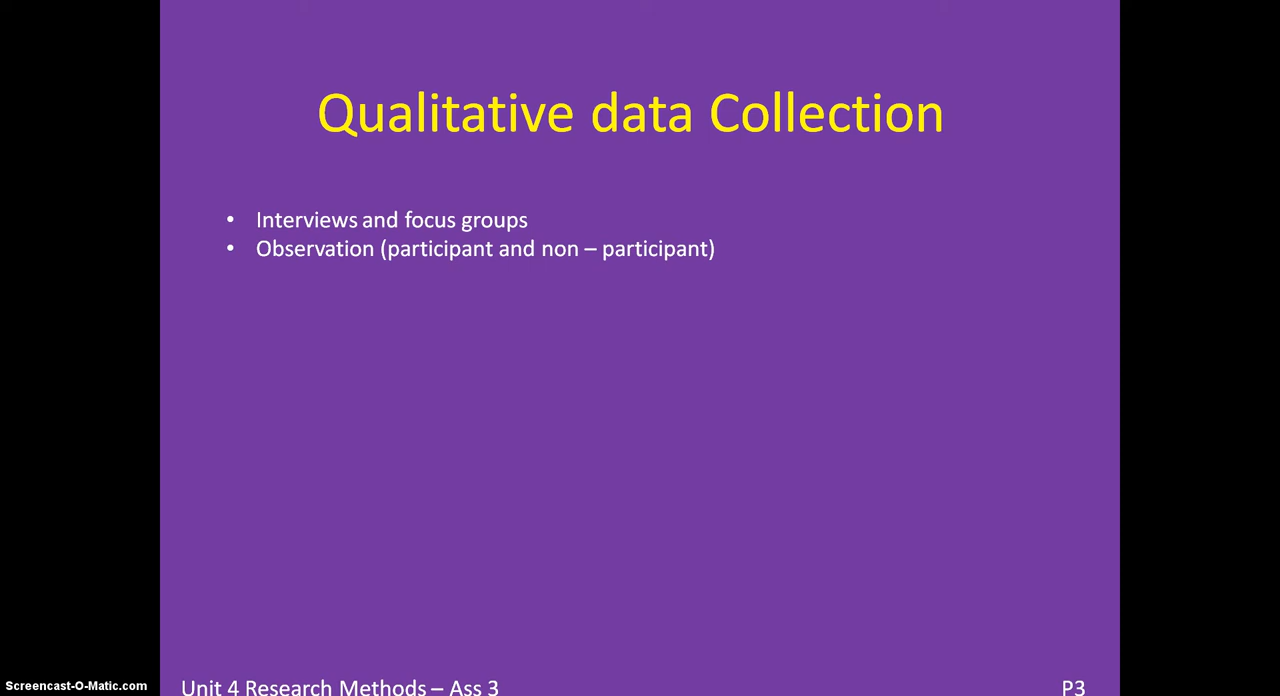 Qualitative data Collection
• Interviews and focus groups
• Observation (participant and non – participant)
Screencast-O-Matic.com
Unit 4 Research Methods – Ass 3
P3